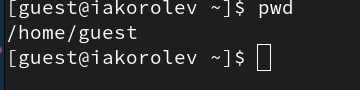 [guest@iakorolev ~]$ pwd
/home/guest
[guest@iakorolev ~]$